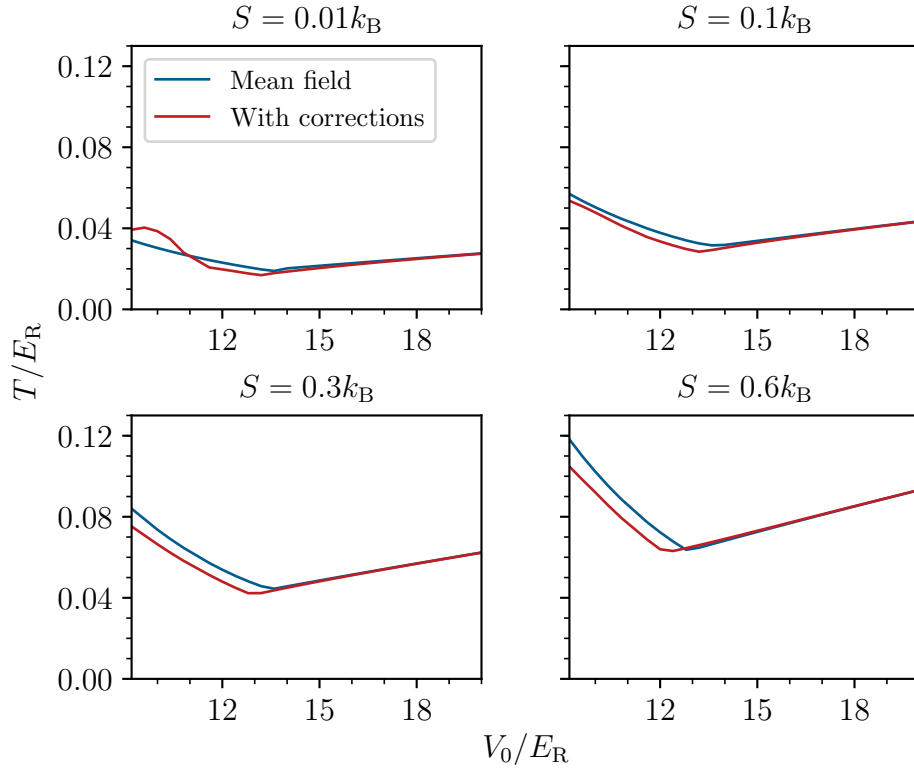 S = 0.01k_B
S = 0.1k_B
0.12
0.08
0.04
0.00
Mean field
With corrections
12
15
18
12
15
18
T/E_R
S = 0.3k_B
S = 0.6k_B
0.12
0.08
0.04
0.00
12
15
18
12
15
18
V_0/E_R